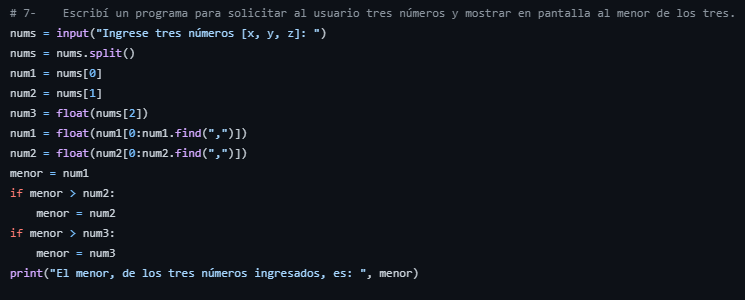 # 7-    Escribí un programa para solicitar al usuario tres números y mostrar en pantalla al menor de los tres.
nums = input("Ingrese tres números [x, y, z]: ")
nums = nums.split()
num1 = nums[0]
num2 = nums[1]
num3 = float(nums[2])
num1 = float(num1[0:num1.find(",")])
num2 = float(num2[0:num2.find(",")])
menor = num1
if menor > num2:
    menor = num2
if menor > num3:
    menor = num3
print("El menor, de los tres números ingresados, es: ", menor)